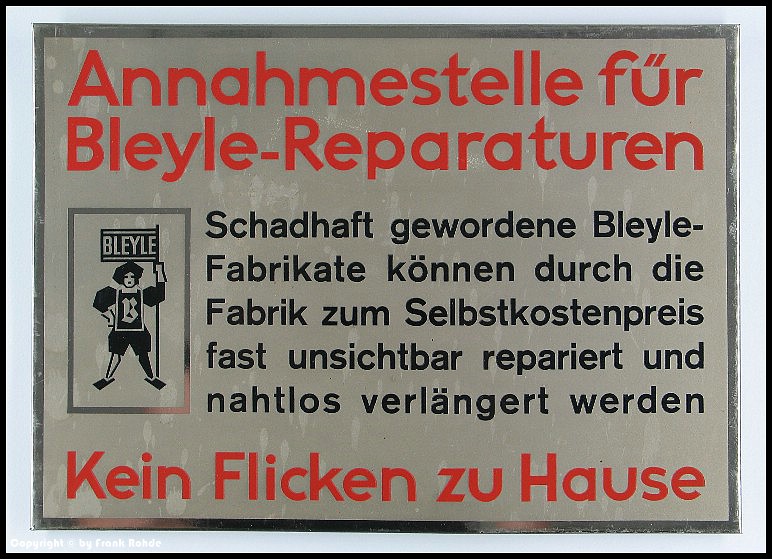 Annahmestelle für
Bleyle-Reparaturen
BLEYLE
B
Schadhaft gewordene Bleyle-
Fabrikate können durch die
Fabrik zum Selbstkostenpreis
fast unsichtbar repariert und
nahtlos verlängert werden
Kein Flicken zu Hause
Copyright © by Frank Rohde